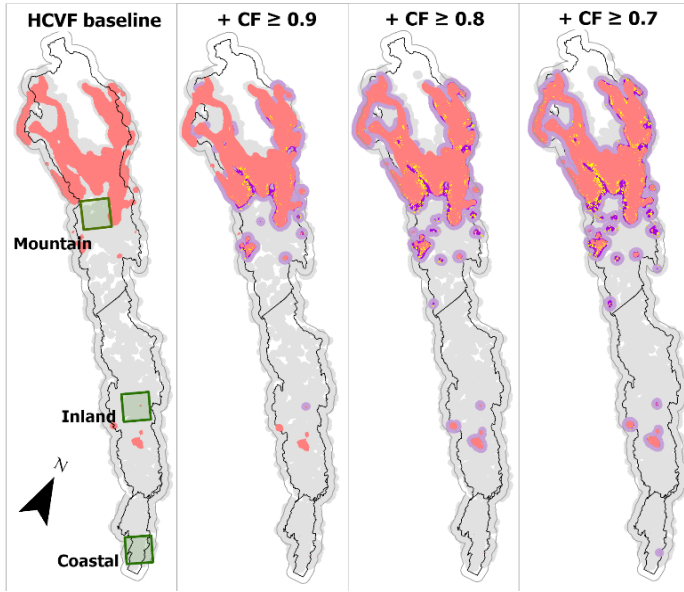 HCVF baseline
+ CF ≥ 0.9
+ CF ≥ 0.8
+ CF ≥ 0.7
Mountain
Inland
N
Coastal